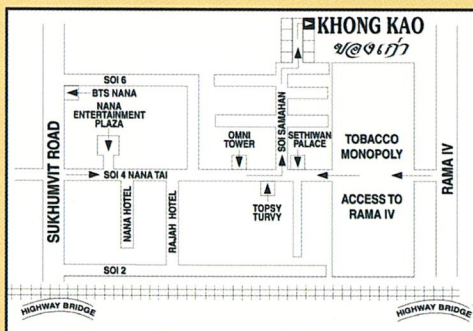 KHONG KAO
ของเก่า
SOI 6
BTS NANA
NANA
ENTERTAINMENT
PLAZA
OMNI
TOWER
SOI SAMAHAN
SETHIWAN
PALACE
TOBACCO
MONOPOLY
SUKHUMVIT ROAD
SOI 4 NANA TAI
RAMA IV
NANA HOTEL
RAJAH HOTEL
TOPSY
TURVY
ACCESS TO
RAMA IV
SOI 2
HIGHWAY BRIDGE
HIGHWAY BRIDGE